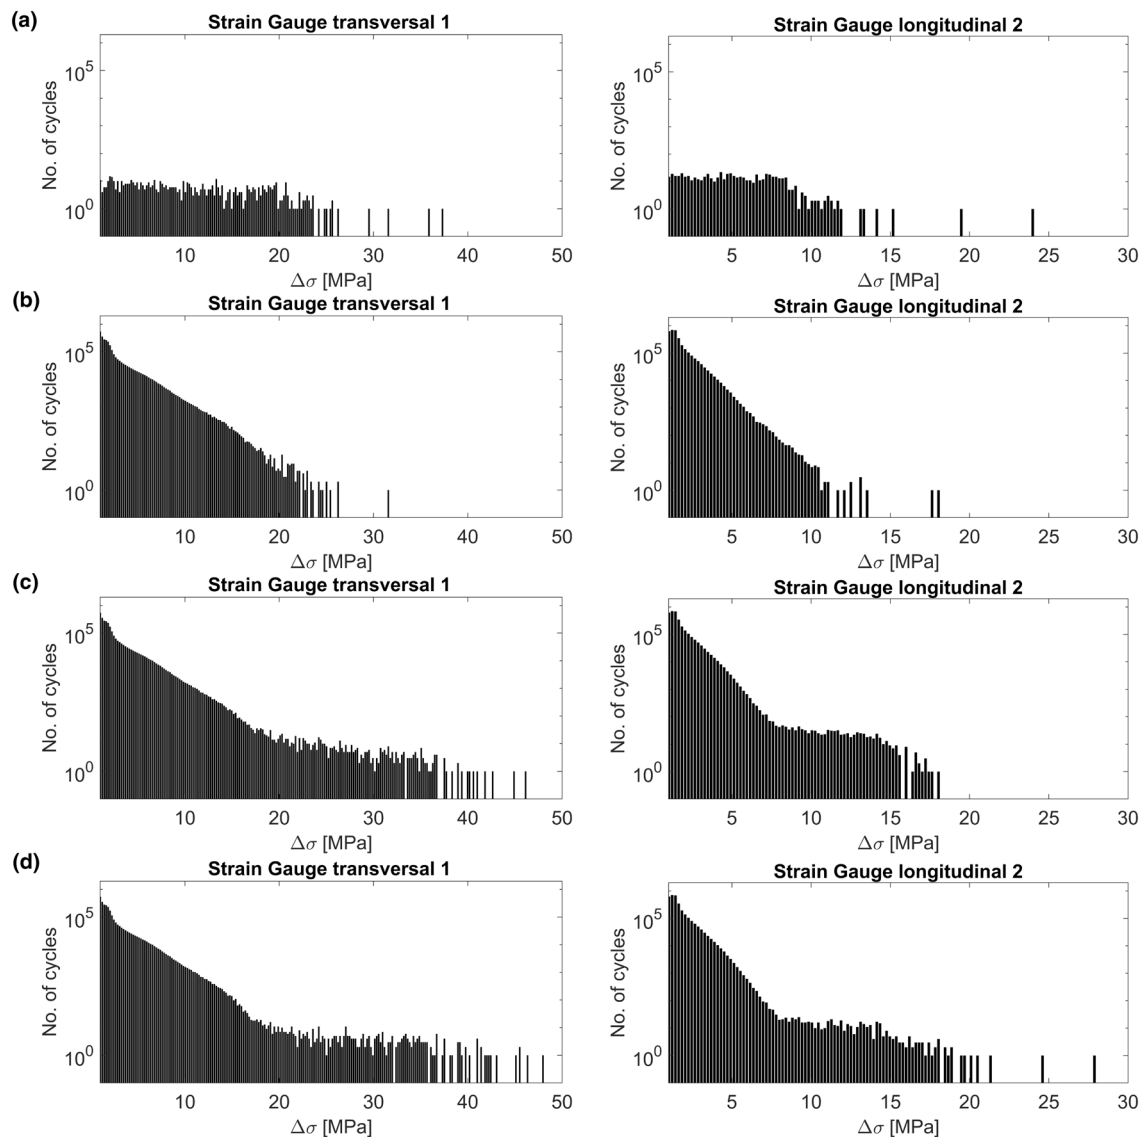 (a)
Strain Gauge transversal 1
Strain Gauge longitudinal 2
No. of cycles
10^5
10^0
10 20 30 40 50
Δσ [MPa]
No. of cycles
10^5
10^0
5 10 15 20 25 30
Δσ [MPa]
(b)
Strain Gauge transversal 1
Strain Gauge longitudinal 2
No. of cycles
10^5
10^0
10 20 30 40 50
Δσ [MPa]
No. of cycles
10^5
10^0
5 10 15 20 25 30
Δσ [MPa]
(c)
Strain Gauge transversal 1
Strain Gauge longitudinal 2
No. of cycles
10^5
10^0
10 20 30 40 50
Δσ [MPa]
No. of cycles
10^5
10^0
5 10 15 20 25 30
Δσ [MPa]
(d)
Strain Gauge transversal 1
Strain Gauge longitudinal 2
No. of cycles
10^5
10^0
10 20 30 40 50
Δσ [MPa]
No. of cycles
10^5
10^0
5 10 15 20 25 30
Δσ [MPa]